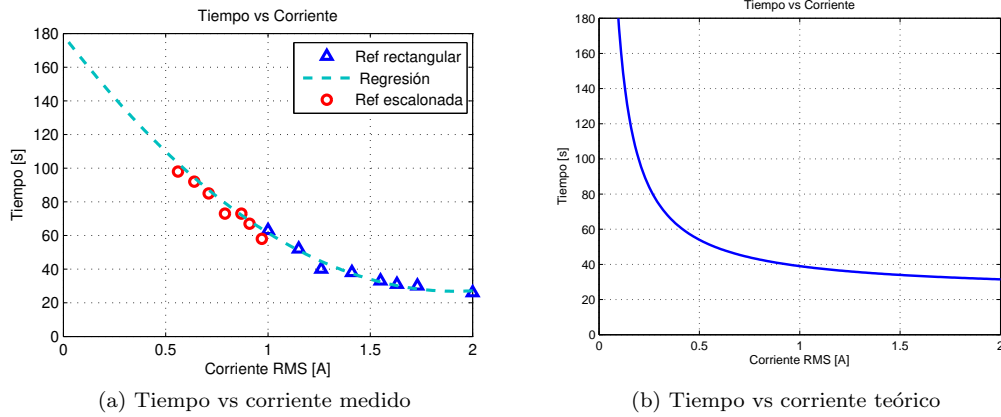 Tiempo vs Corriente
180
160
140
120
100
80
60
40
20
0
Tiempo [s]
Ref rectangular
Regresión
Ref escalonada
0
0.5
1
1.5
2
Corriente RMS [A]
(a) Tiempo vs corriente medido
Tiempo vs Corriente
180
160
140
120
100
80
60
40
20
0
Tiempo [s]
0
0.5
1
1.5
2
Corriente RMS [A]
(b) Tiempo vs corriente teórico